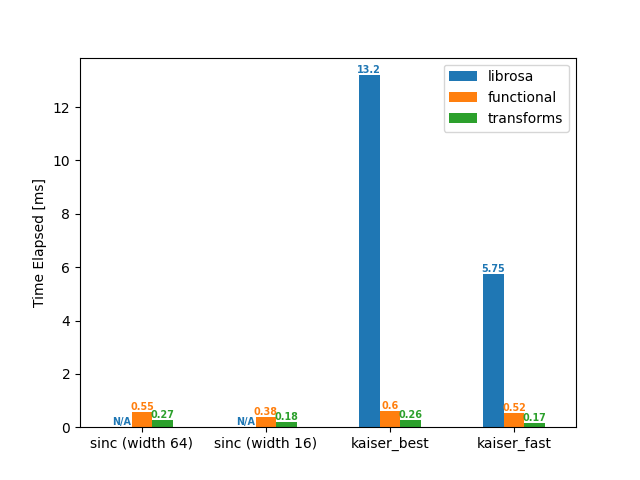 librosa
functional
transforms
Time Elapsed [ms]
12
10
8
6
4
2
0
N/A 0.55 0.27
N/A 0.38 0.18
13.2 0.6 0.26
5.75 0.52 0.17
sinc (width 64) sinc (width 16) kaiser_best kaiser_fast